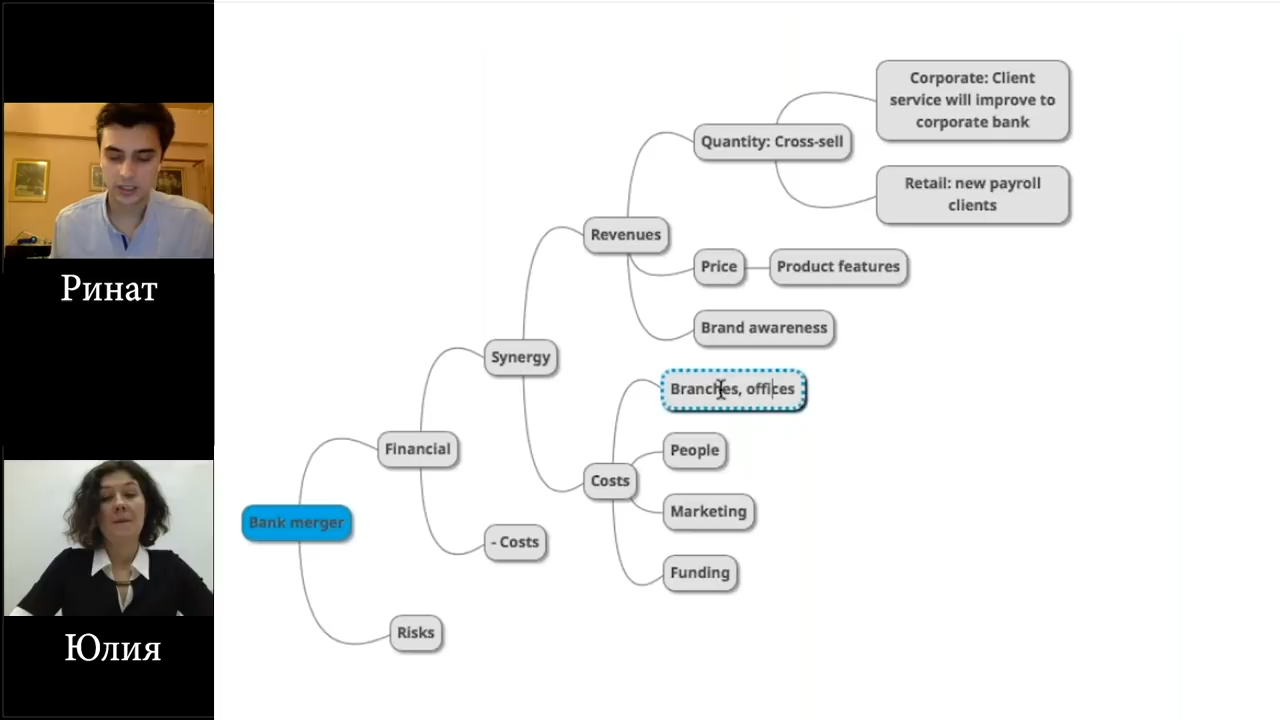 Ринат
Юлия
Corporate: Client
service will improve to
corporate bank
Quantity: Cross-sell
Retail: new payroll
clients
Revenues
Price
Product features
Brand awareness
Synergy
Branches, offices
Financial
People
Costs
Marketing
Bank merger
- Costs
Funding
Risks